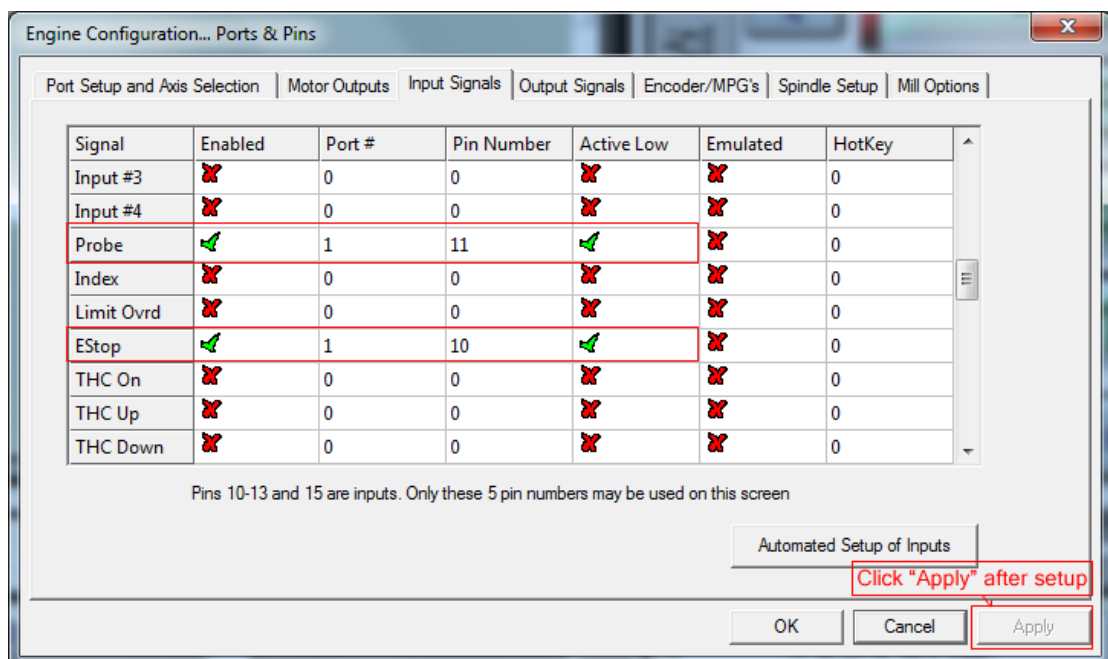 Engine Configuration... Ports & Pins
Port Setup and Axis Selection Motor Outputs Input Signals Output Signals Encoder/MPG's Spindle Setup Mill Options
Signal Enabled Port # Pin Number Active Low Emulated HotKey
Input #3 0 0 0
Input #4 0 0 0
Probe 1 11 0
Index 0 0 0
Limit Ovrd 0 0 0
EStop 1 10 0
THC On 0 0 0
THC Up 0 0 0
THC Down 0 0 0
Pins 10-13 and 15 are inputs. Only these 5 pin numbers may be used on this screen
Automated Setup of Inputs
Click “Apply” after setup
OK Cancel Apply